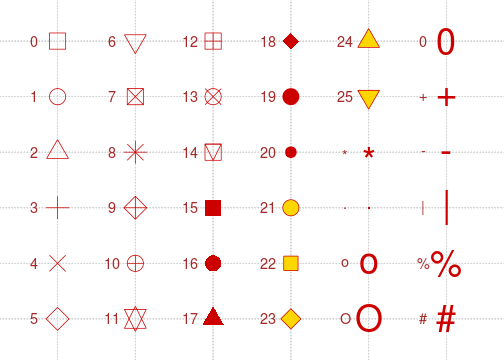 0 6 12 18 24 0 0
1 7 13 19 25 + +
2 8 14 20 * * - -
3 9 15 21 . . | |
4 10 16 22 o o % %
5 11 17 23 O O # #